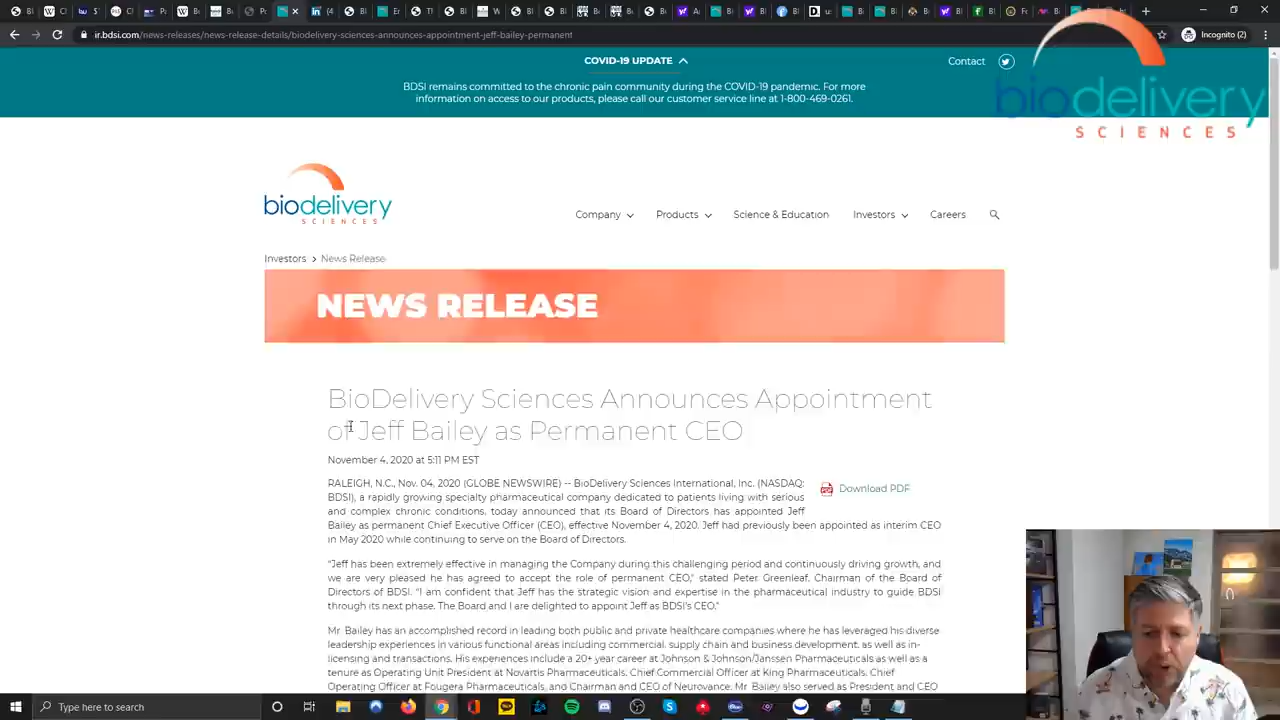 ir.bdsi.com/news-releases/news-release-details/biodelivery-sciences-announces-appointment-jeff-bailey-permanent
Incognito (2)
COVID-19 UPDATE
Contact
BDSI remains committed to the chronic pain community during the COVID-19 pandemic. For more
information on access to our products, please call our customer service line at 1-800-469-0261.
biodelivery
SCIENCES
biodelivery
SCIENCES
Company
Products
Science & Education
Investors
Careers
Investors > News Release
NEWS RELEASE
BioDelivery Sciences Announces Appointment
of Jeff Bailey as Permanent CEO
November 4, 2020 at 5:11 PM EST
Download PDF
RALEIGH, N.C., Nov. 04, 2020 (GLOBE NEWSWIRE) -- BioDelivery Sciences International, Inc. (NASDAQ:
BDSI), a rapidly growing specialty pharmaceutical company dedicated to patients living with serious
and complex chronic conditions, today announced that its Board of Directors has appointed Jeff
Bailey as permanent Chief Executive Officer (CEO), effective November 4, 2020. Jeff had previously been appointed as interim CEO
in May 2020 while continuing to serve on the Board of Directors.
"Jeff has been extremely effective in managing the Company during this challenging period and continuously driving growth, and
we are very pleased he has agreed to accept the role of permanent CEO," stated Peter Greenleaf, Chairman of the Board of
Directors of BDSI. "I am confident that Jeff has the strategic vision and expertise in the pharmaceutical industry to guide BDSI
through its next phase. The Board and I are delighted to appoint Jeff as BDSI's CEO."
Mr. Bailey has an accomplished record in leading both public and private healthcare companies where he has leveraged his diverse
leadership experiences in various functional areas including commercial, supply chain and business development, as well as in-
licensing and transactions. His experiences include a 20+ year career at Johnson & Johnson/Janssen Pharmaceuticals as well as a
tenure as Operating Unit President at Novartis Pharmaceuticals, Chief Commercial Officer at King Pharmaceuticals, Chief
Operating Officer at Fougera Pharmaceuticals, and Chairman and CEO of Neurovance. Mr. Bailey also served as President and CEO
Type here to search